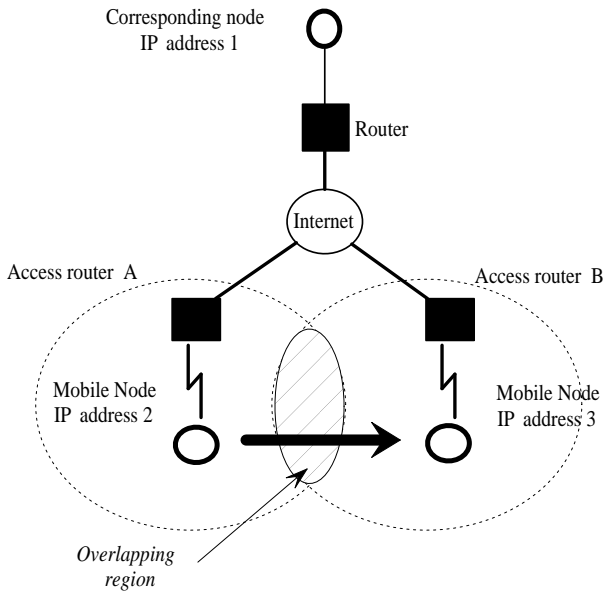 Corresponding node
IP address 1
Router
Internet
Access router A
Access router B
Mobile Node
IP address 2
Mobile Node
IP address 3
Overlapping
region